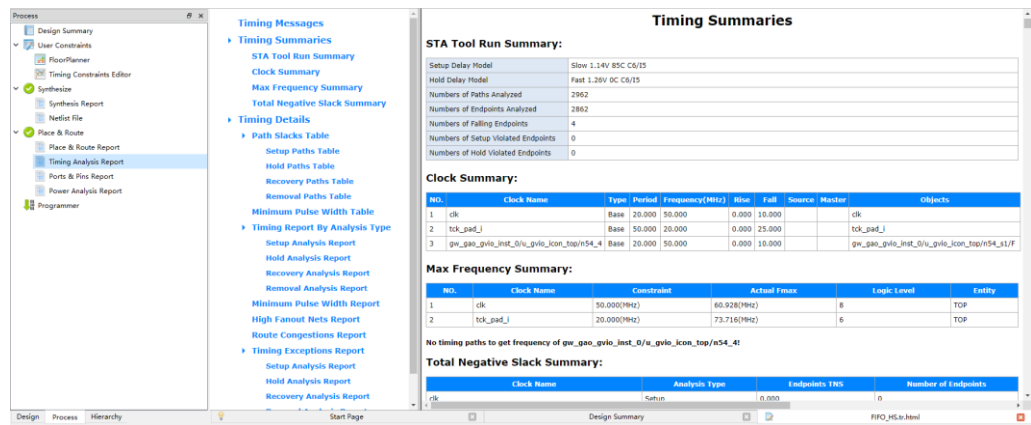 Process
Design Summary
User Constraints
FloorPlanner
Timing Constraints Editor
Synthesize
Synthesis Report
Netlist File
Place & Route
Place & Route Report
Timing Analysis Report
Ports & Pins Report
Power Analysis Report
Programmer
Timing Messages
Timing Summaries
STA Tool Run Summary
Clock Summary
Max Frequency Summary
Total Negative Slack Summary
Timing Details
Path Slacks Table
Setup Paths Table
Hold Paths Table
Recovery Paths Table
Removal Paths Table
Minimum Pulse Width Table
Timing Report By Analysis Type
Setup Analysis Report
Hold Analysis Report
Recovery Analysis Report
Removal Analysis Report
Minimum Pulse Width Report
High Fanout Nets Report
Route Congestions Report
Timing Exceptions Report
Setup Analysis Report
Hold Analysis Report
Recovery Analysis Report
Timing Summaries
STA Tool Run Summary:
Setup Delay Model Slow 1.14V 85C C6/I5
Hold Delay Model Fast 1.26V 0C C6/I5
Numbers of Paths Analyzed 2962
Numbers of Endpoints Analyzed 2862
Numbers of Falling Endpoints 4
Numbers of Setup Violated Endpoints 0
Numbers of Hold Violated Endpoints 0
Clock Summary:
NO. Clock Name Type Period Frequency(MHz) Rise Fall Source Master Objects
1 clk Base 20.000 50.000 0.000 10.000 clk
2 tck_pad_i Base 50.000 20.000 0.000 25.000 tck_pad_i
3 gw_gao_gvio_inst_0/u_gvio_icon_top/n54_4 Base 20.000 50.000 0.000 10.000 gw_gao_gvio_inst_0/u_gvio_icon_top/n54_s1/F
Max Frequency Summary:
NO. Clock Name Constraint Actual Fmax Logic Level Entity
1 clk 50.000(MHz) 60.928(MHz) 8 TOP
2 tck_pad_i 20.000(MHz) 73.716(MHz) 6 TOP
No timing paths to get frequency of gw_gao_gvio_inst_0/u_gvio_icon_top/n54_4!
Total Negative Slack Summary:
Clock Name Analysis Type Endpoints TNS Number of Endpoints
clk Setup 0.000 0
Design Process Hierarchy
Start Page
Design Summary
FIFO_HS.tr.html